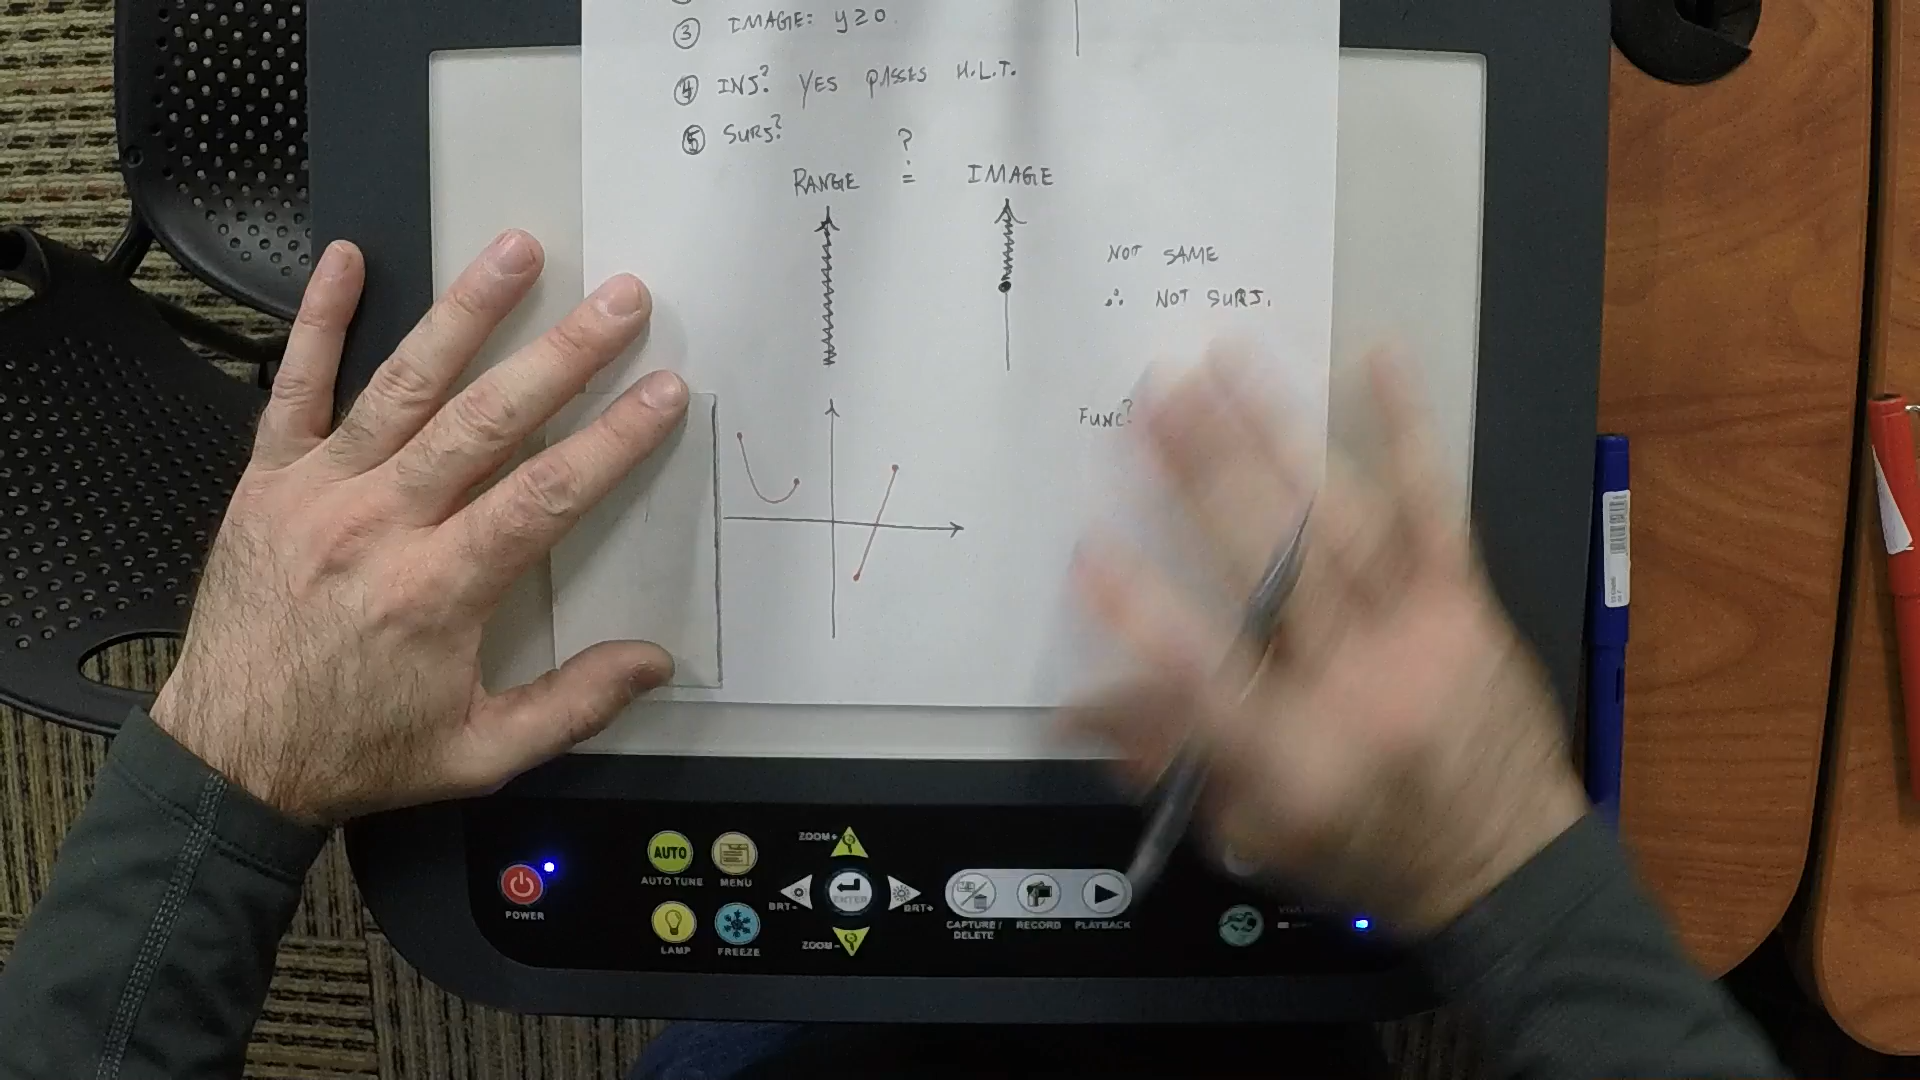 ③ IMAGE: y ≥ 0
④ INJ? YES PASSES H.L.T.
⑤ SURJ?
?
RANGE = IMAGE
NOT SAME
∴ NOT SURJ.
FUNC?
POWER
AUTO
AUTO TUNE
MENU
LAMP
FREEZE
ZOOM+
BRT-
ENTER
BRT+
ZOOM-
CAPTURE / DELETE
RECORD
PLAYBACK